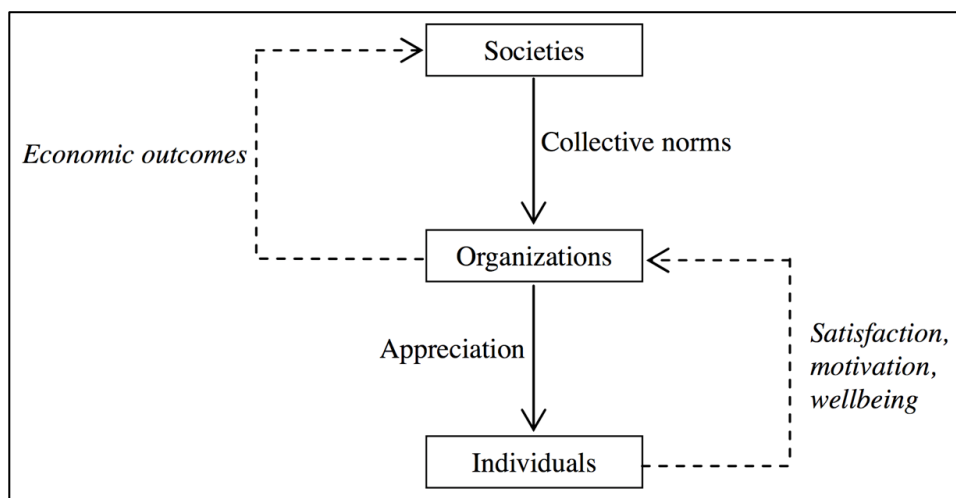 Societies
Collective norms
Economic outcomes
Organizations
Appreciation
Satisfaction,
motivation,
wellbeing
Individuals